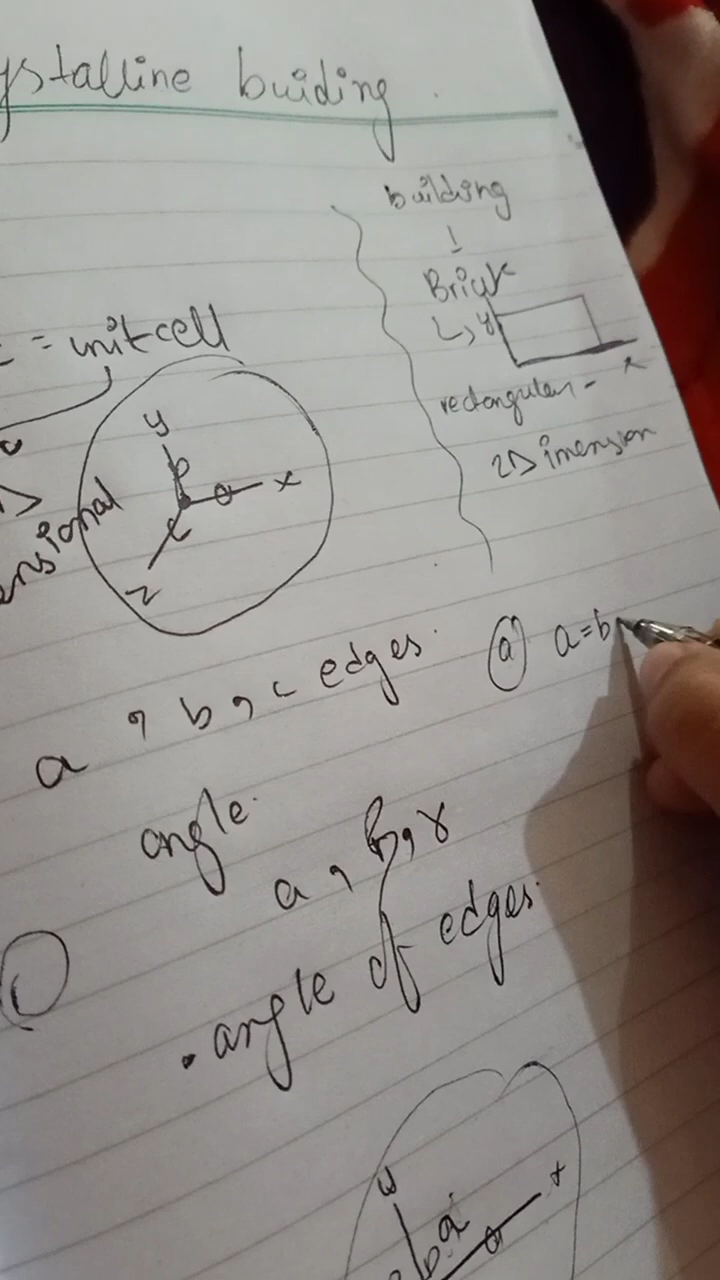 ystalline buiding
building
Brick
y
x
rectangular -
2D imension
= unitcell
y
b
a
x
c
z
ensional
a, b, c edges.
(a) a=b
angle.
a, β, γ
. angle of edges.
y
x
b
a